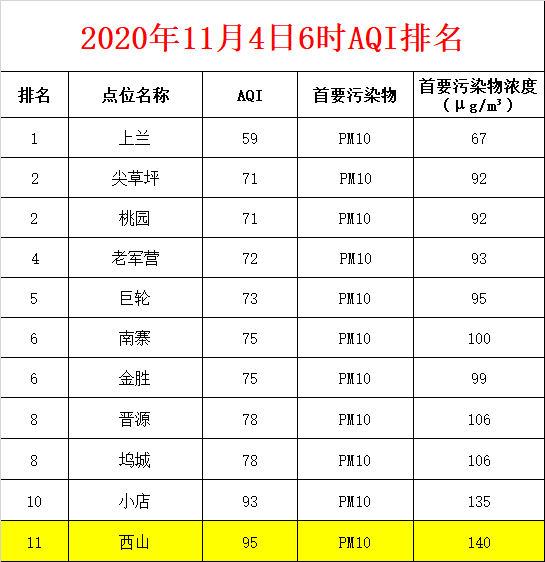 2020年11月4日6时AQI排名
排名 点位名称 AQI 首要污染物 首要污染物浓度
（μg/m³）
1 上兰 59 PM10 67
2 尖草坪 71 PM10 92
2 桃园 71 PM10 92
4 老军营 72 PM10 93
5 巨轮 73 PM10 95
6 南寨 75 PM10 100
6 金胜 75 PM10 99
8 晋源 78 PM10 106
8 坞城 78 PM10 106
10 小店 93 PM10 135
11 西山 95 PM10 140